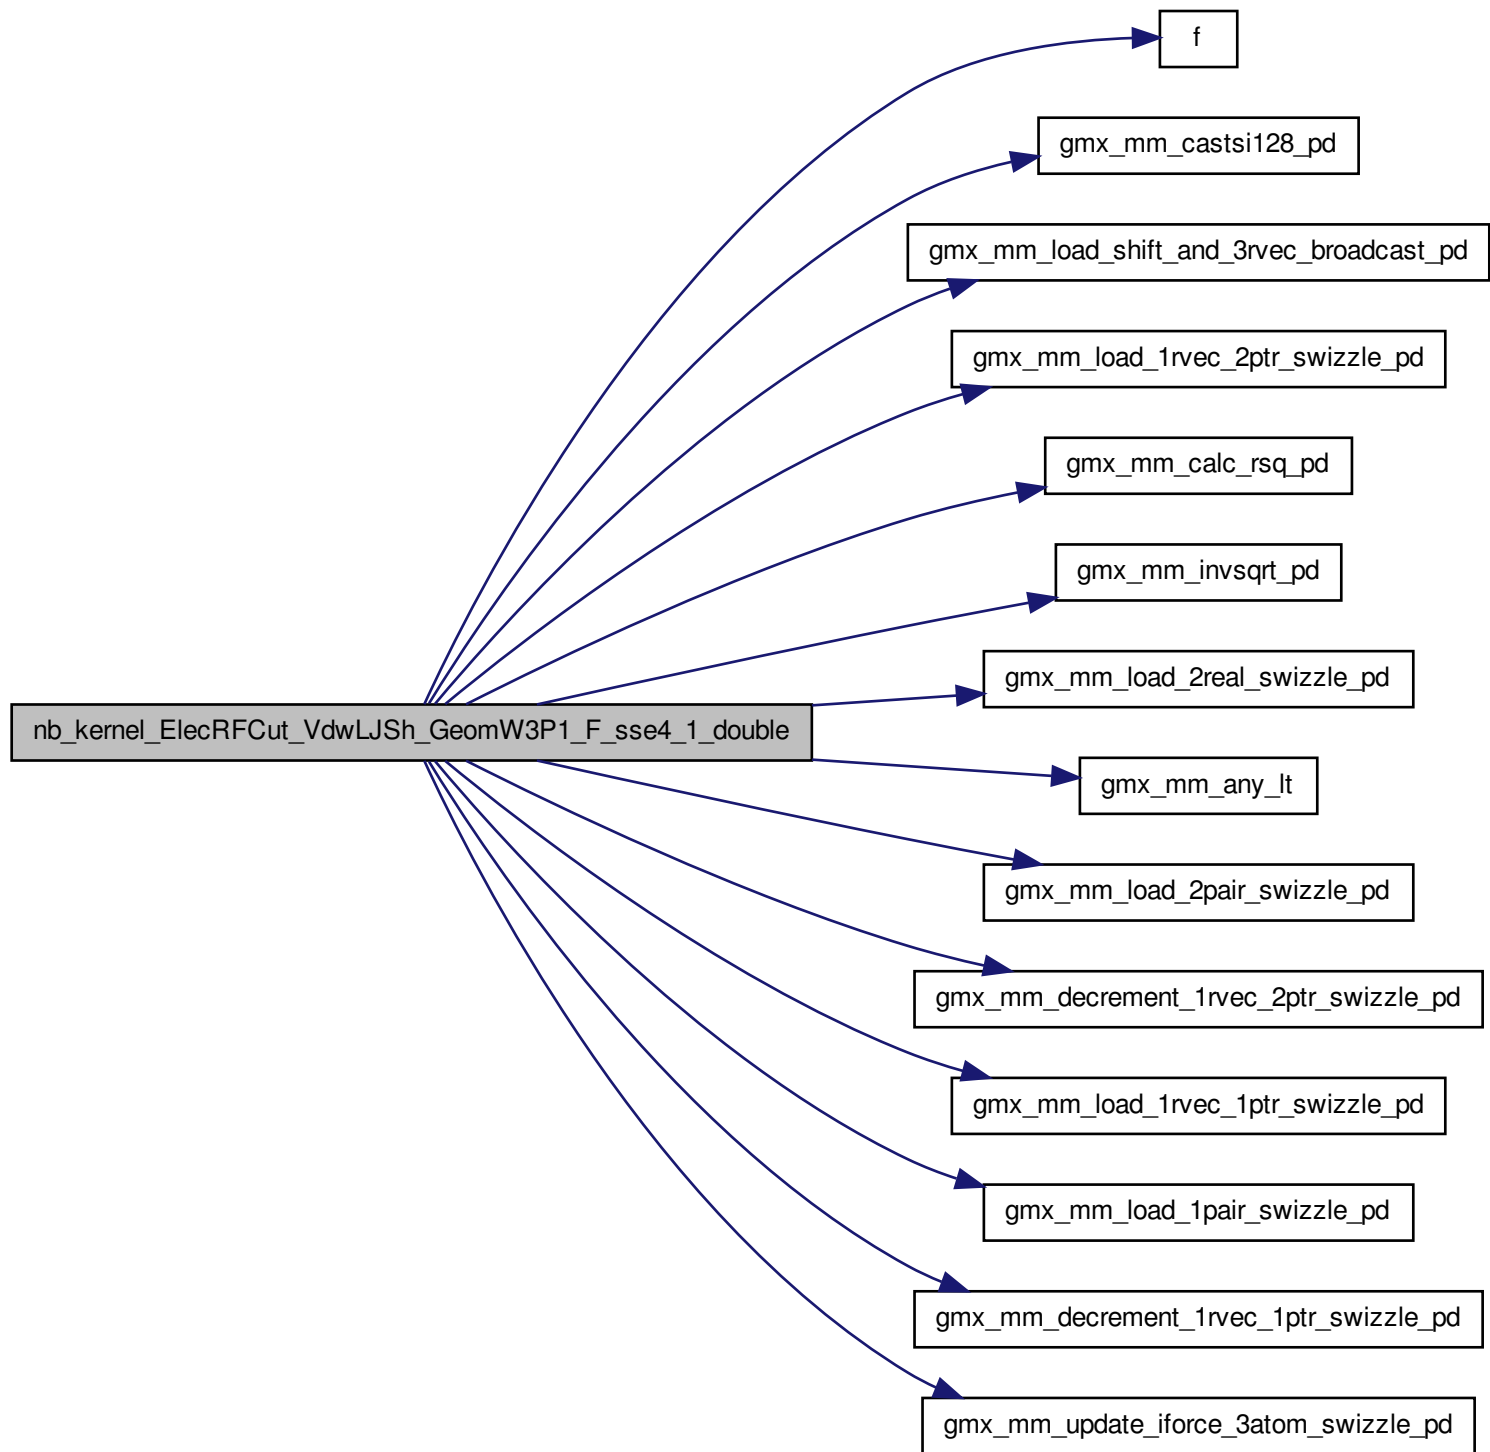 f
gmx_mm_castsi128_pd
gmx_mm_load_shift_and_3rvec_broadcast_pd
gmx_mm_load_1rvec_2ptr_swizzle_pd
gmx_mm_calc_rsq_pd
gmx_mm_invsqrt_pd
gmx_mm_load_2real_swizzle_pd
nb_kernel_ElecRFCut_VdwLJSh_GeomW3P1_F_sse4_1_double
gmx_mm_any_lt
gmx_mm_load_2pair_swizzle_pd
gmx_mm_decrement_1rvec_2ptr_swizzle_pd
gmx_mm_load_1rvec_1ptr_swizzle_pd
gmx_mm_load_1pair_swizzle_pd
gmx_mm_decrement_1rvec_1ptr_swizzle_pd
gmx_mm_update_iforce_3atom_swizzle_pd